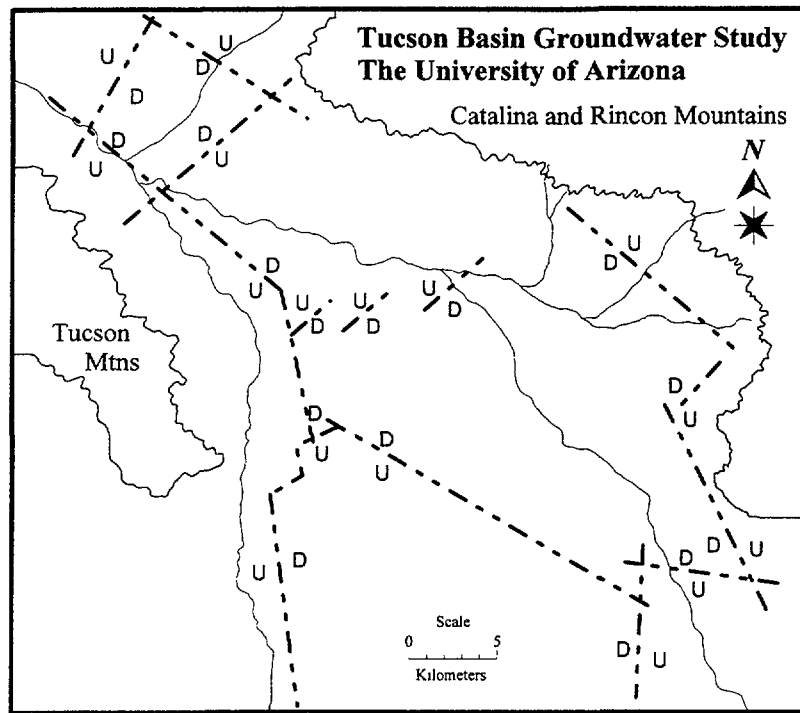 Tucson Basin Groundwater Study
The University of Arizona
Catalina and Rincon Mountains
N
U
U
D
D
D
D
U
U
U
D
D
U
U
U
U
D
D
D
Tucson
Mtns
D
U
D
D
U
U
U
D
D
D
U
U
Scale
0 5
Kilometers
D
U